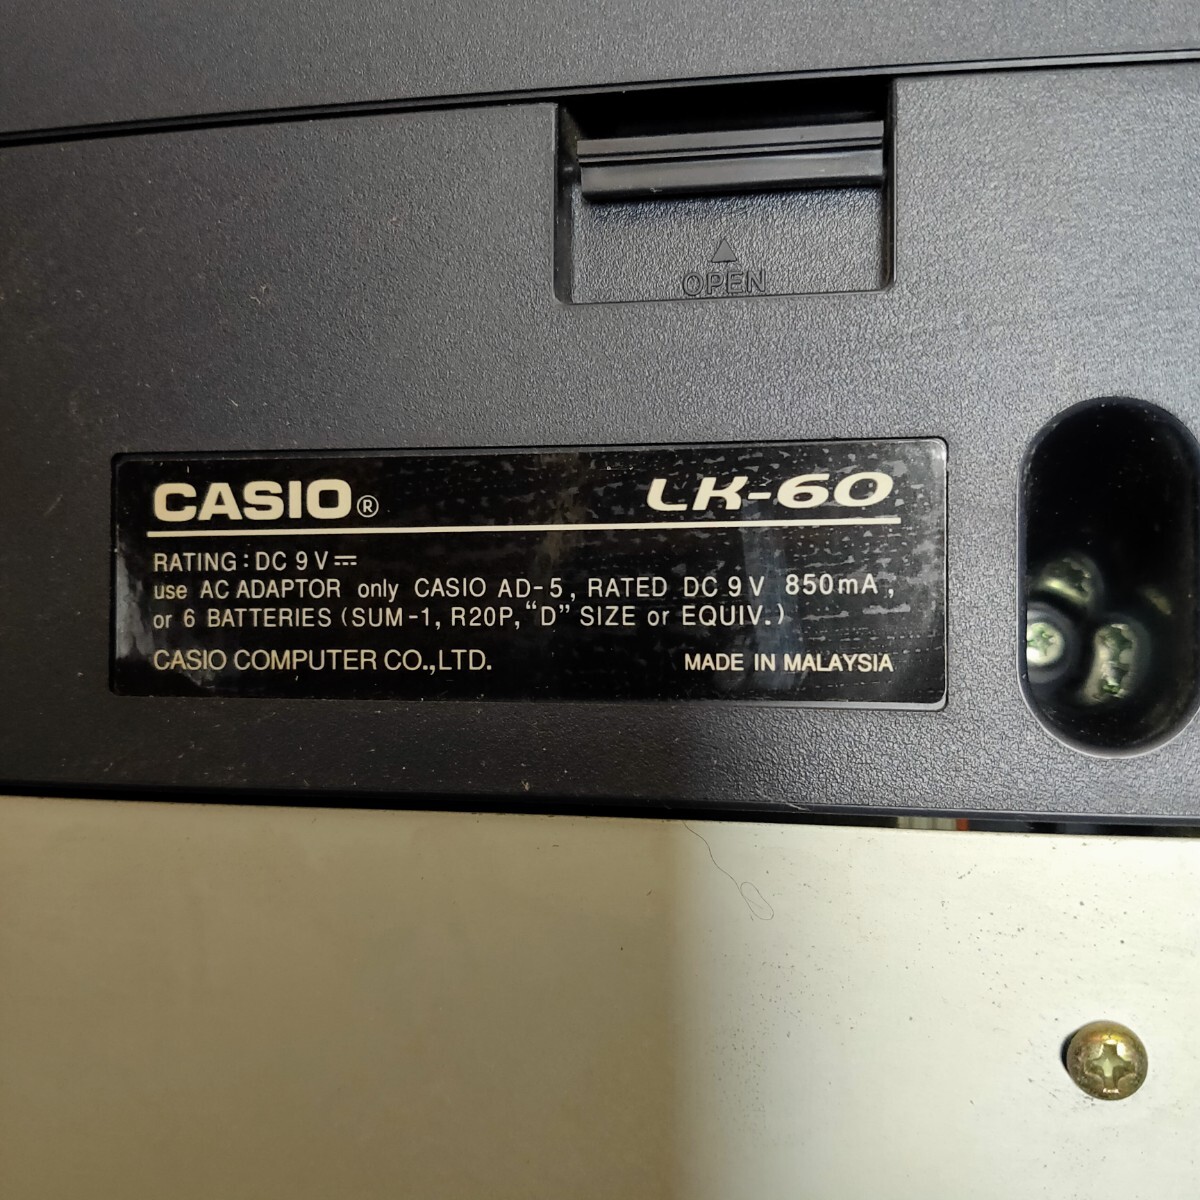 ▲
OPEN
CASIO® LK-60
RATING : DC 9 V ⎓
use AC ADAPTOR only CASIO AD-5, RATED DC 9 V 850mA,
or 6 BATTERIES (SUM-1, R20P, “D” SIZE or EQUIV.)
CASIO COMPUTER CO.,LTD. MADE IN MALAYSIA